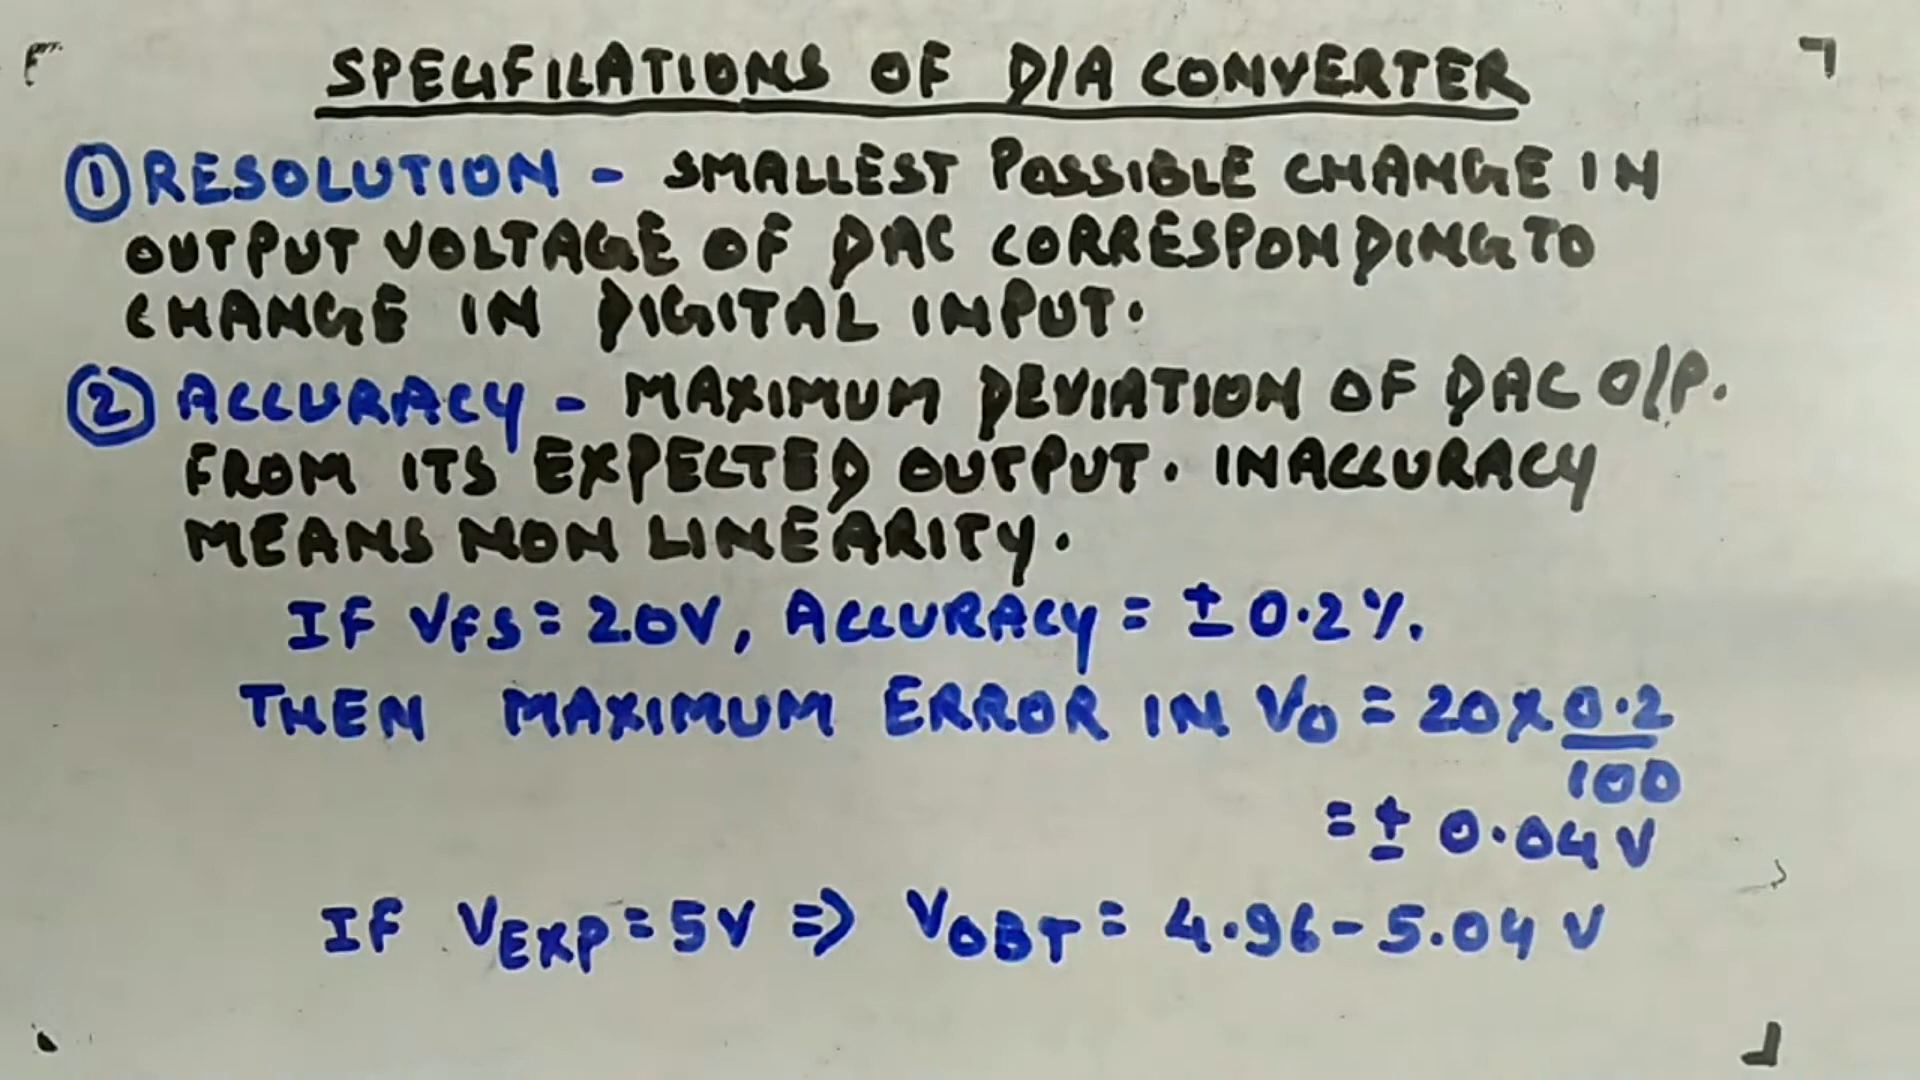 SPECIFICATIONS OF D/A CONVERTER
① RESOLUTION - SMALLEST POSSIBLE CHANGE IN
OUTPUT VOLTAGE OF DAC CORRESPONDING TO
CHANGE IN DIGITAL INPUT.
② ACCURACY - MAXIMUM DEVIATION OF DAC O/P.
FROM ITS EXPECTED OUTPUT. INACCURACY
MEANS NON LINEARITY.
IF VFS = 20V, ACCURACY = ± 0.2%.
THEN MAXIMUM ERROR IN VO = 20 x 0.2
100
= ± 0.04 V
IF VEXP = 5V ⇒ VOBT = 4.96 - 5.04 V